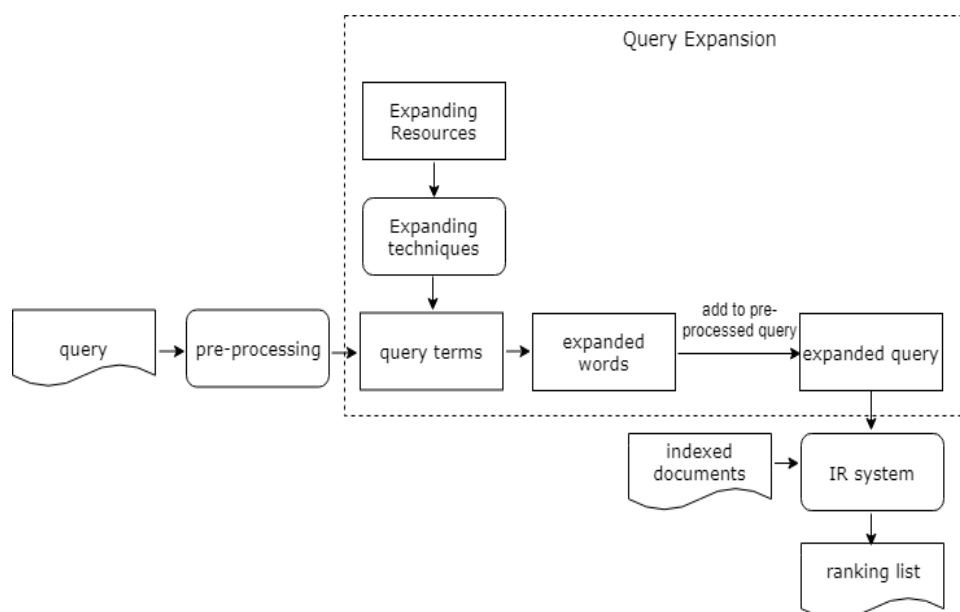 Query Expansion
Expanding
Resources
Expanding
techniques
query
pre-processing
query terms
expanded
words
add to pre-
processed query
expanded query
indexed
documents
IR system
ranking list